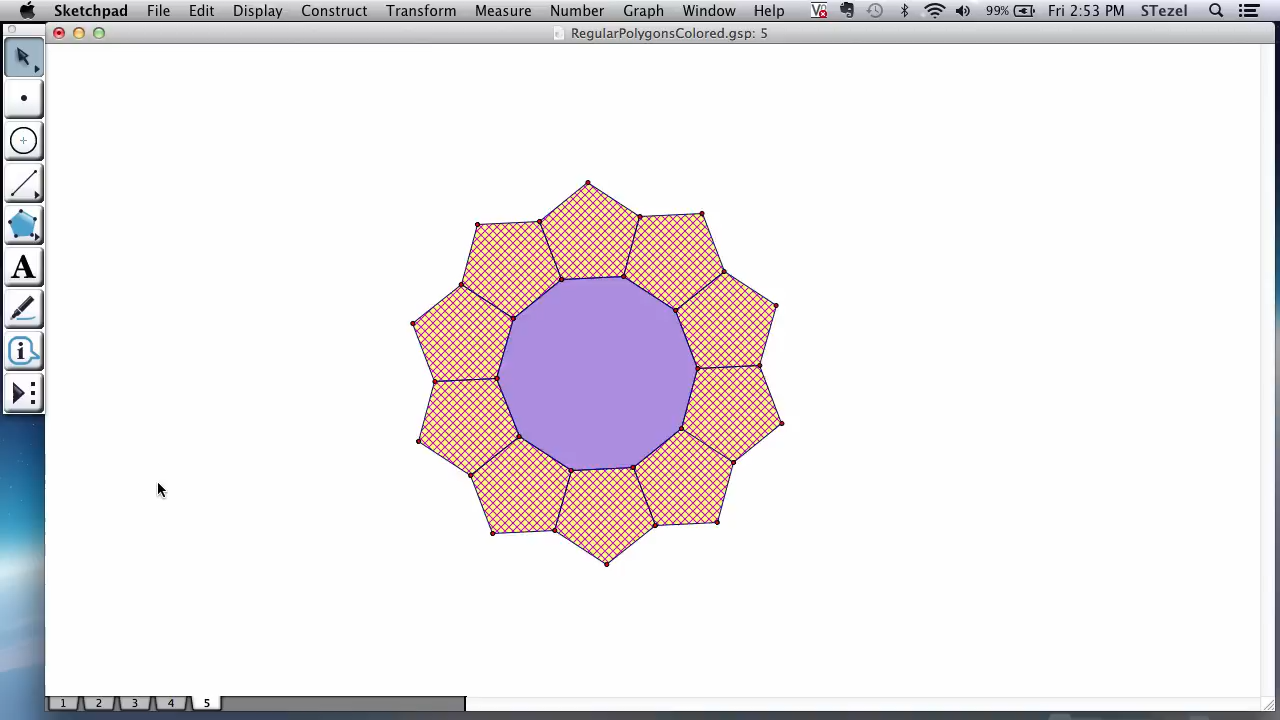 Sketchpad File Edit Display Construct Transform Measure Number Graph Window Help 99% Fri 2:53 PM STezel
RegularPolygonsColored.gsp: 5
A
i
1 2 3 4 5